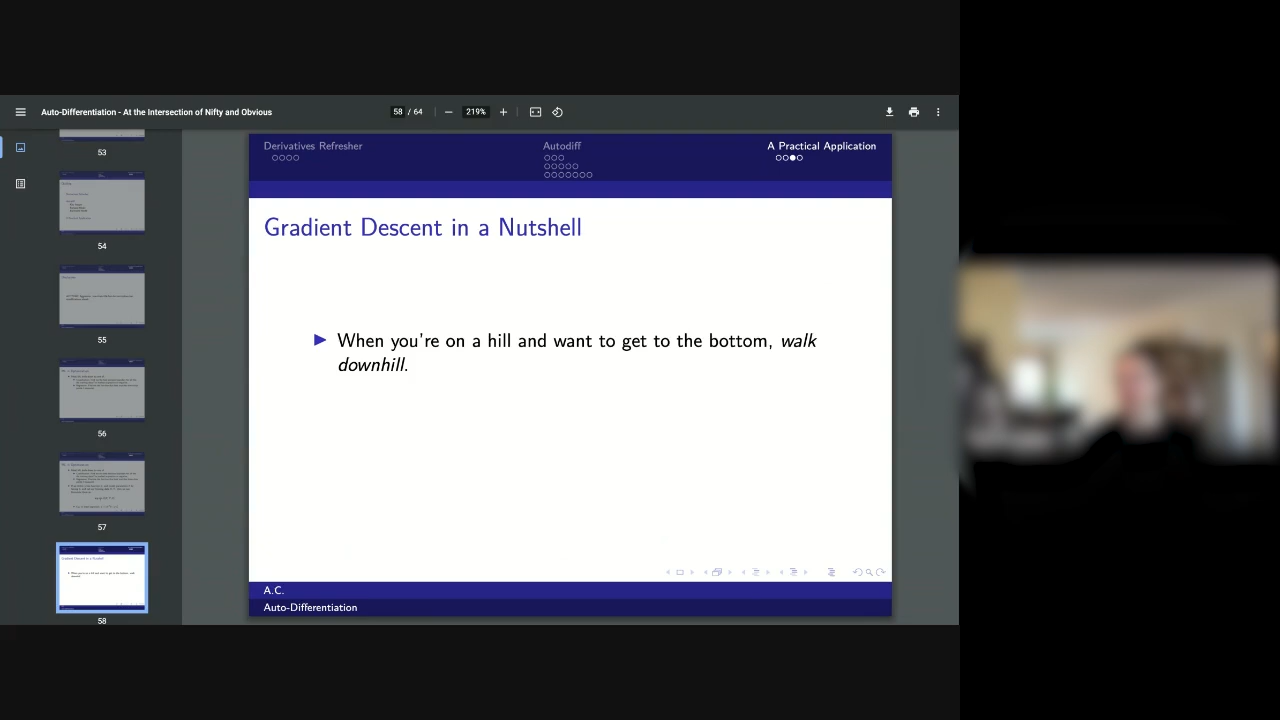 Auto-Differentiation - At the Intersection of Nifty and Obvious
58 / 64
219%
53
54
55
56
57
58
Derivatives Refresher
Autodiff
A Practical Application
Gradient Descent in a Nutshell
When you're on a hill and want to get to the bottom, walk
downhill.
A.C.
Auto-Differentiation